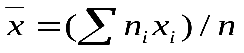 x̄ = (∑ nᵢxᵢ) / n